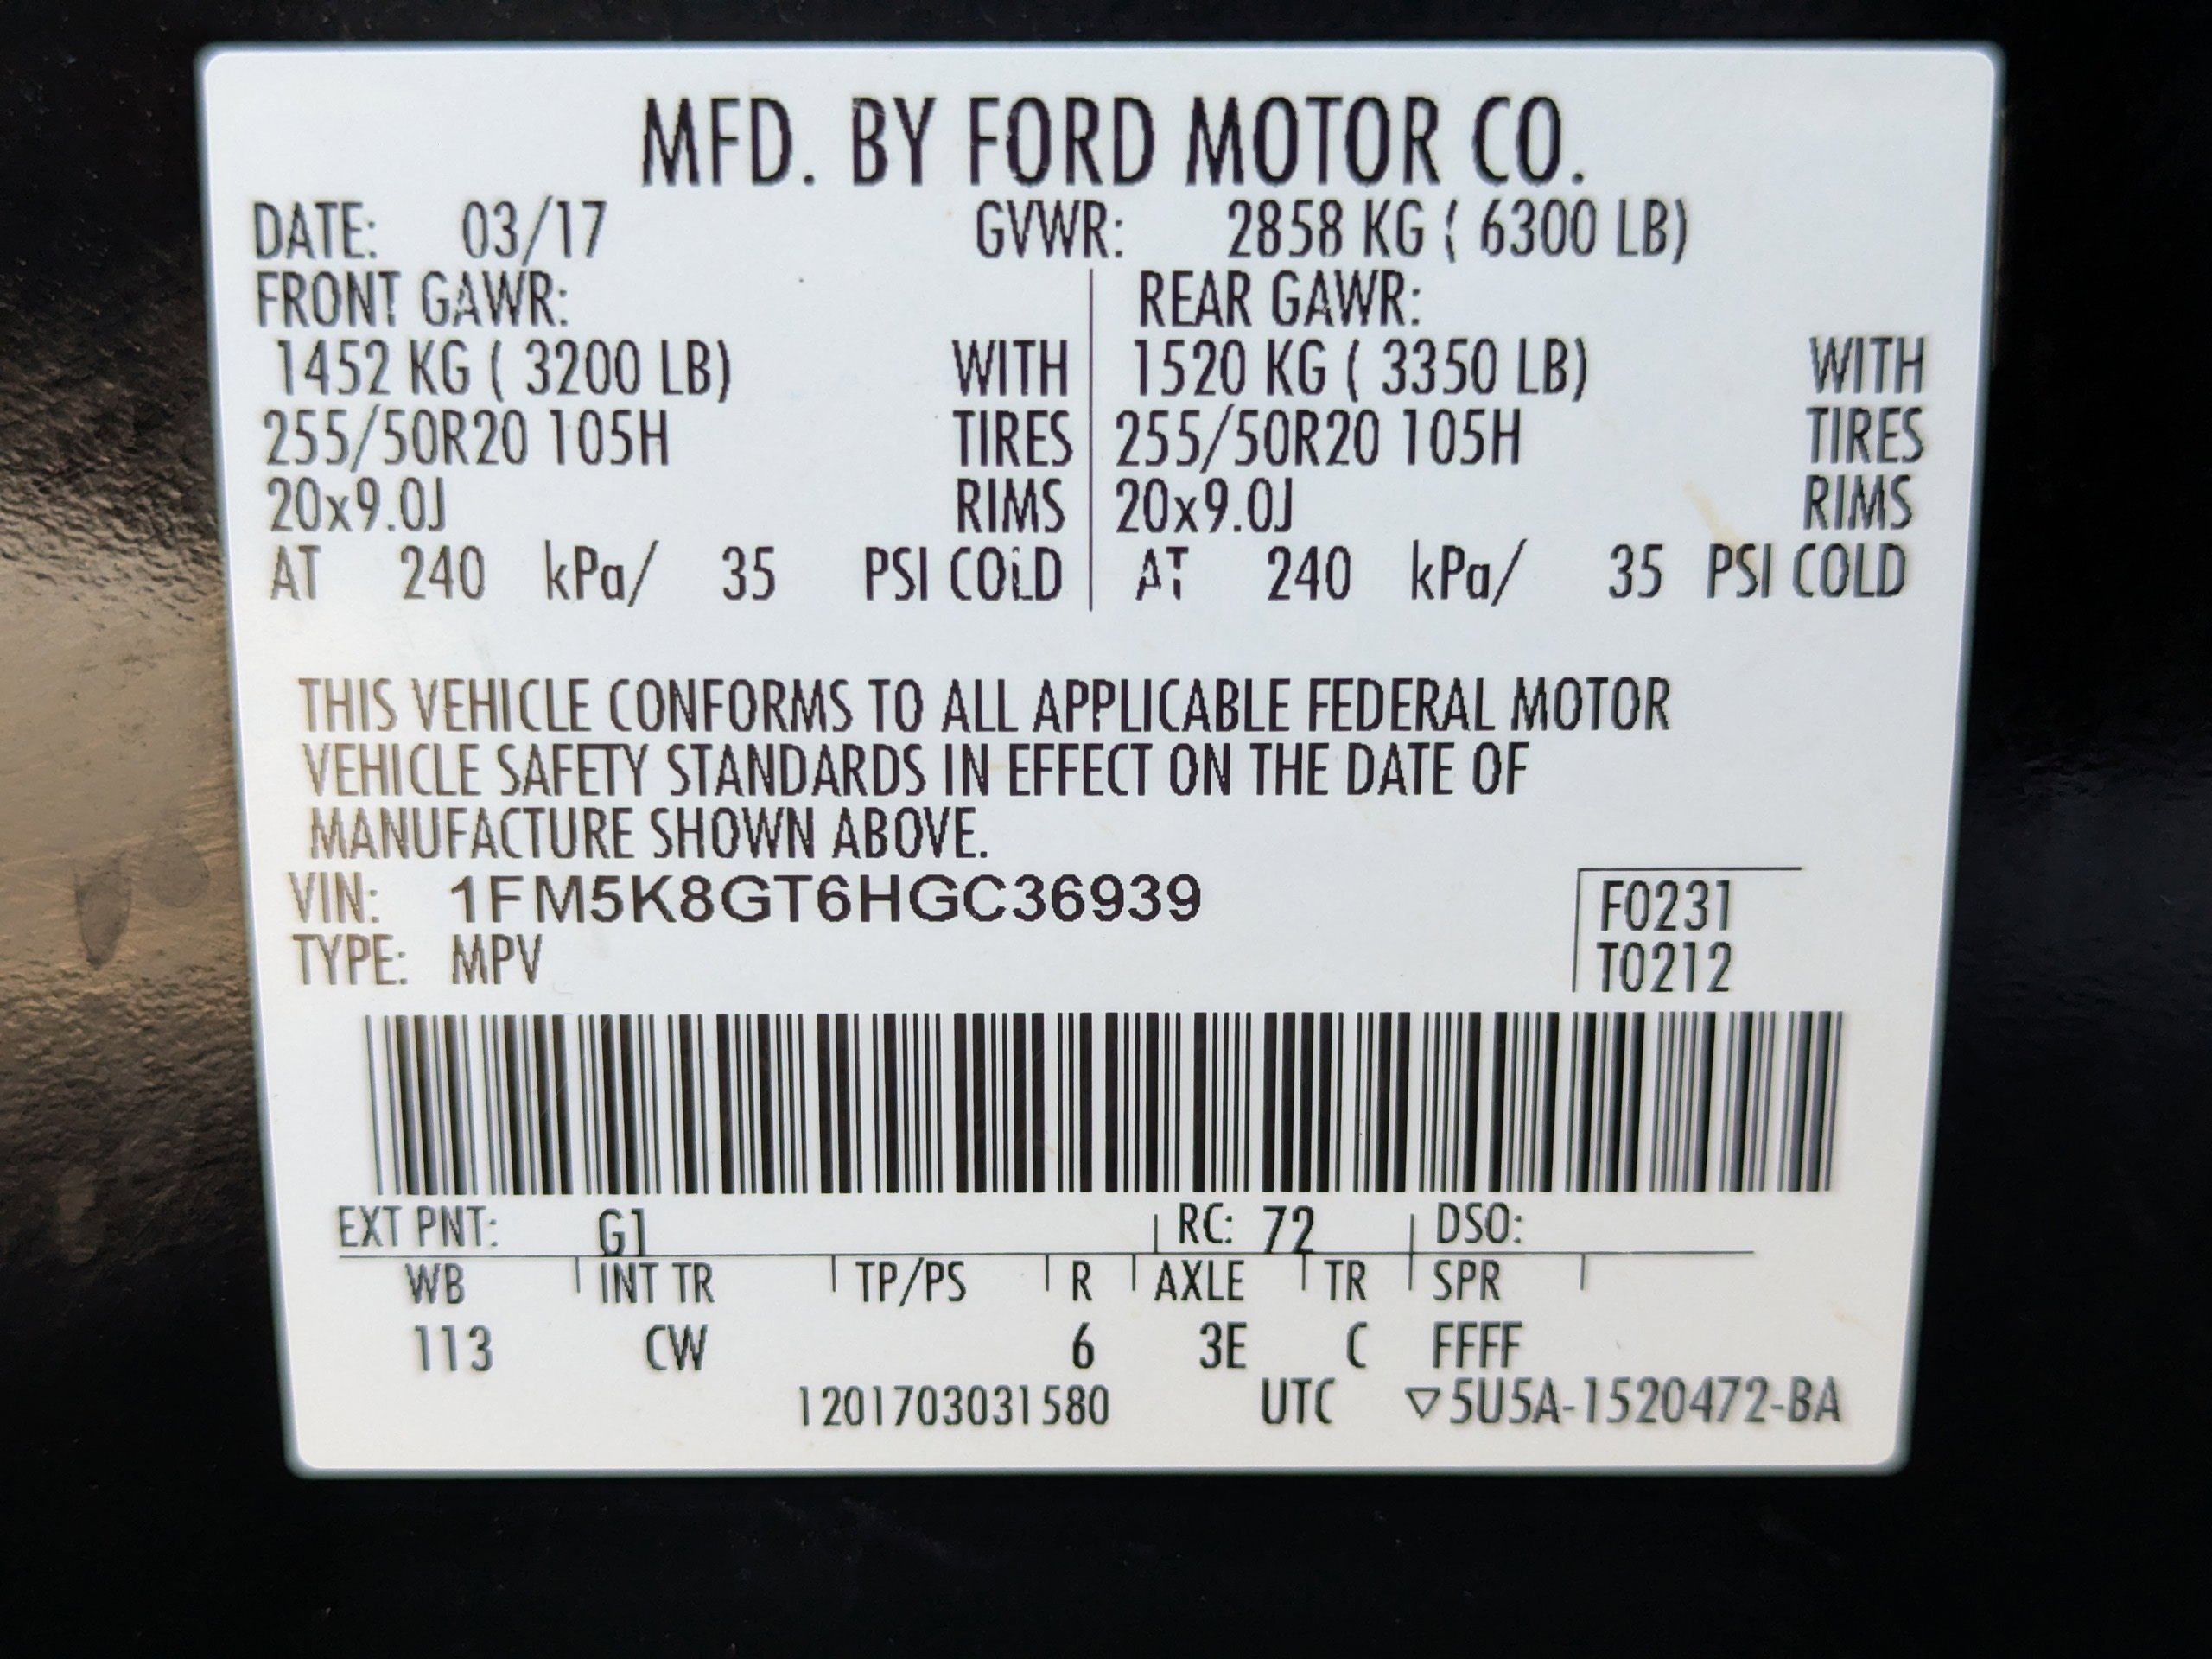 MFD. BY FORD MOTOR CO.
DATE: 03/17 GVWR: 2858 KG ( 6300 LB)
FRONT GAWR: REAR GAWR:
1452 KG ( 3200 LB) WITH 1520 KG ( 3350 LB) WITH
255/50R20 105H TIRES 255/50R20 105H TIRES
20x9.0J RIMS 20x9.0J RIMS
AT 240 kPa/ 35 PSI COLD AT 240 kPa/ 35 PSI COLD
THIS VEHICLE CONFORMS TO ALL APPLICABLE FEDERAL MOTOR
VEHICLE SAFETY STANDARDS IN EFFECT ON THE DATE OF
MANUFACTURE SHOWN ABOVE.
VIN: 1FM5K8GT6HGC36939 F0231
TYPE: MPV T0212
EXT PNT: G1 RC: 72 DSO:
WB INT TR TP/PS R AXLE TR SPR
113 CW 6 3E C FFFF
1201703031580 UTC ▽5U5A-1520472-BA